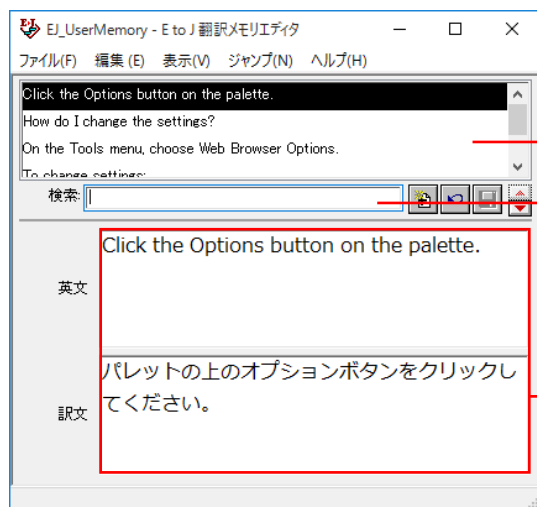 EJ_UserMemory - E to J 翻訳メモリエディタ
ファイル(F) 編集(E) 表示(V) ジャンプ(N) ヘルプ(H)
Click the Options button on the palette.
How do I change the settings?
On the Tools menu, choose Web Browser Options.
To change settings:
検索:
Click the Options button on the palette.
英文
パレットの上のオプションボタンをクリックし
てください。
訳文